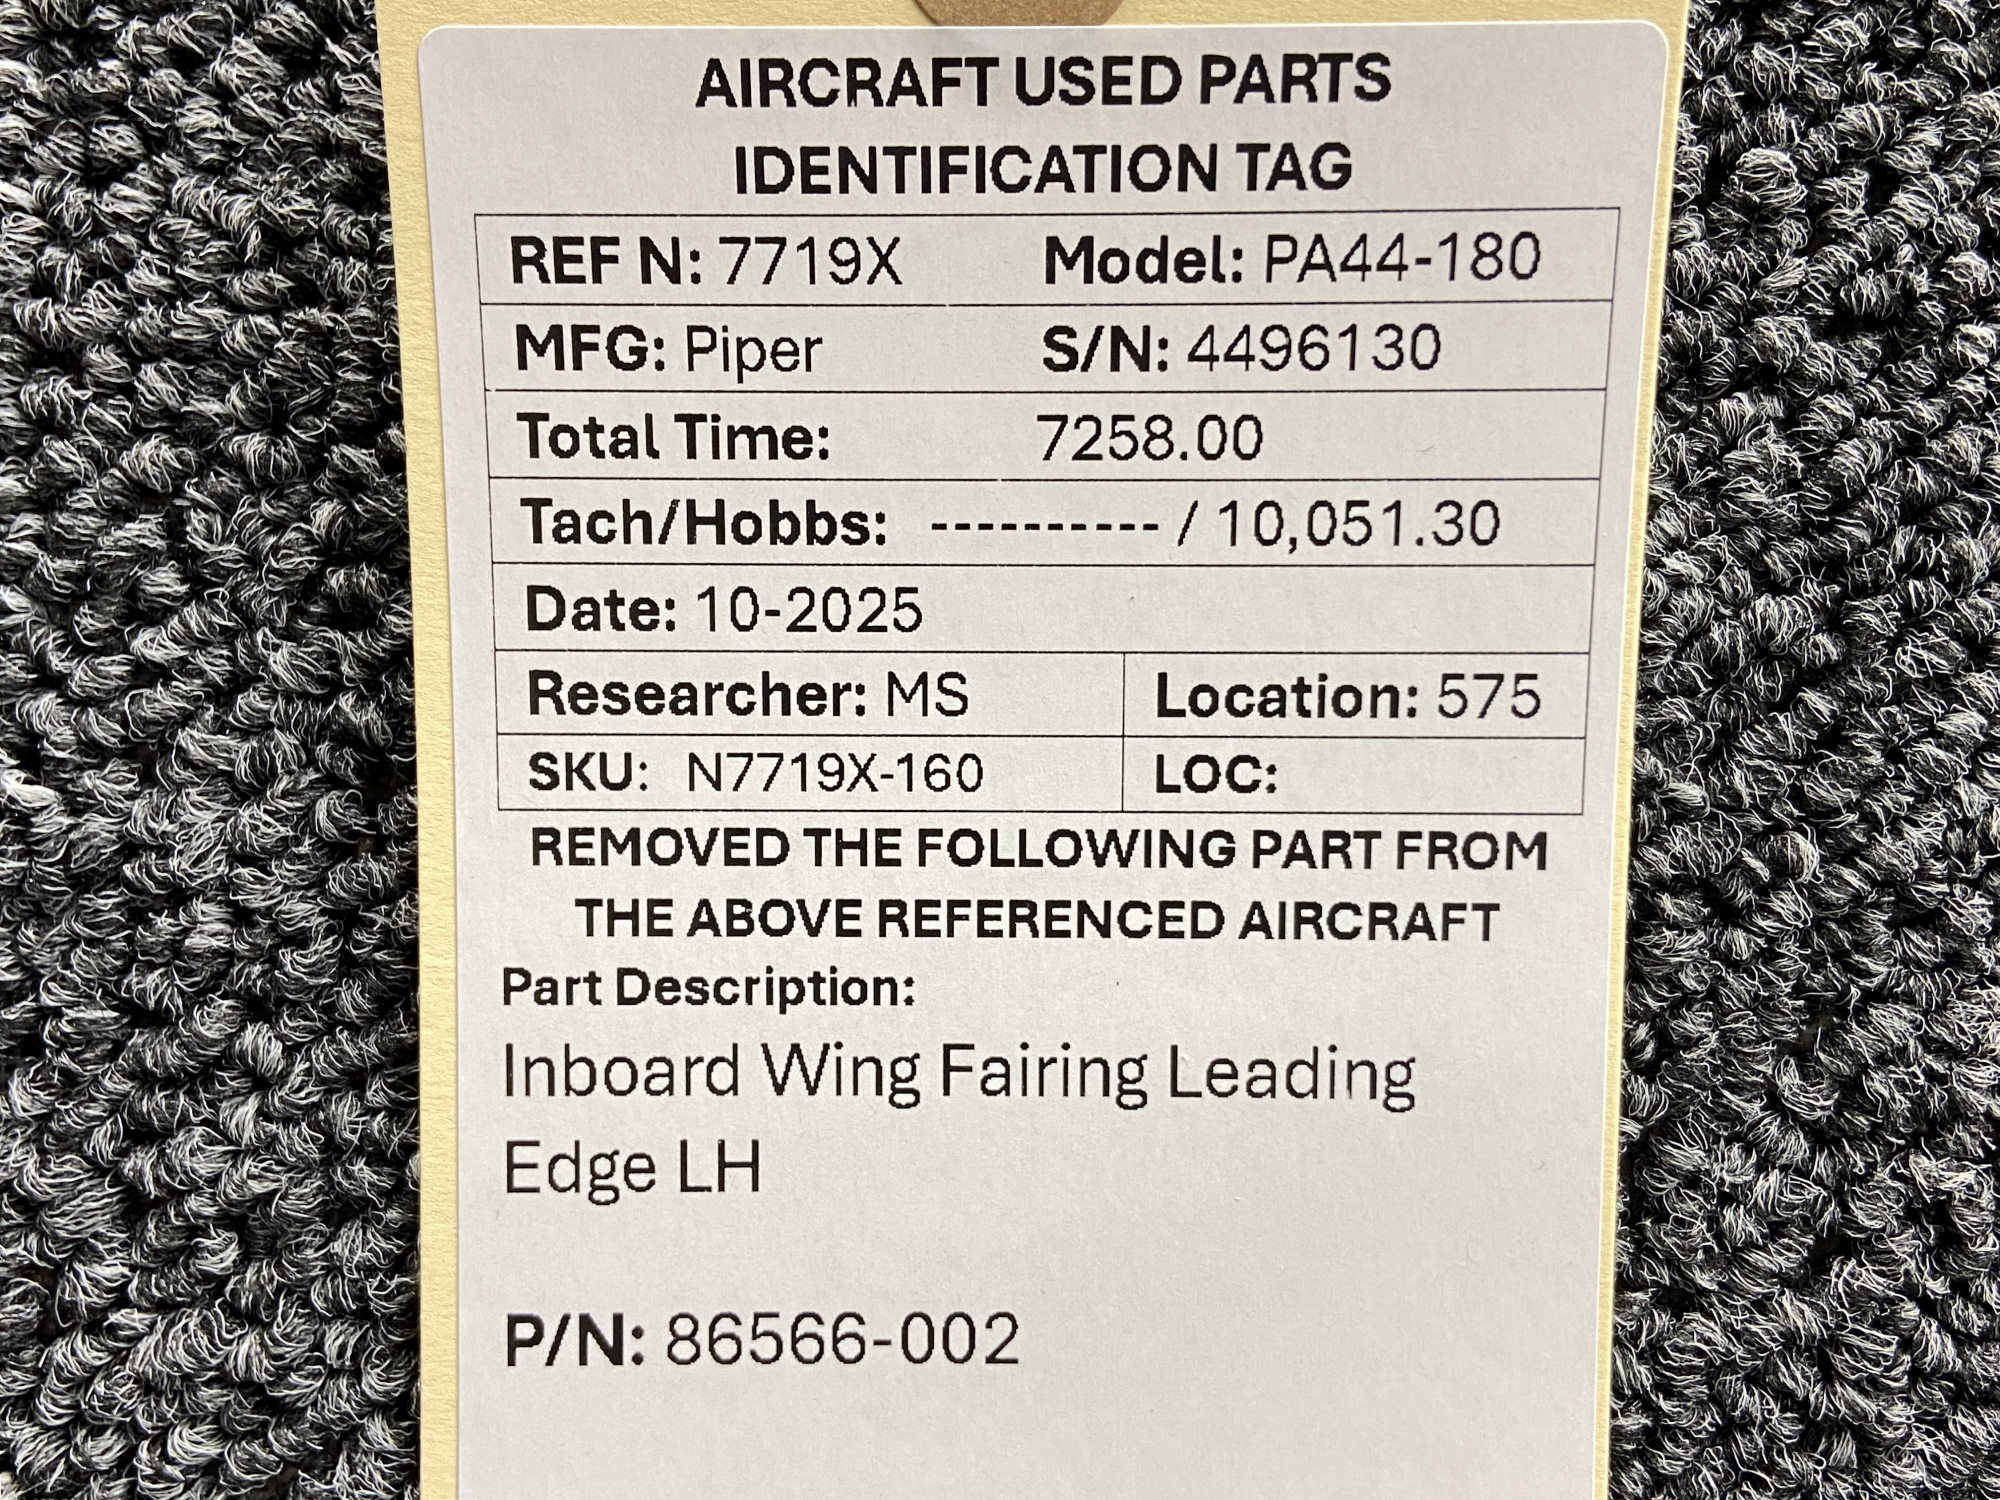 AIRCRAFT USED PARTS
IDENTIFICATION TAG
REF N: 7719X Model: PA44-180
MFG: Piper S/N: 4496130
Total Time: 7258.00
Tach/Hobbs: ---------- / 10,051.30
Date: 10-2025
Researcher: MS Location: 575
SKU: N7719X-160 LOC:
REMOVED THE FOLLOWING PART FROM
THE ABOVE REFERENCED AIRCRAFT
Part Description:
Inboard Wing Fairing Leading
Edge LH
P/N: 86566-002